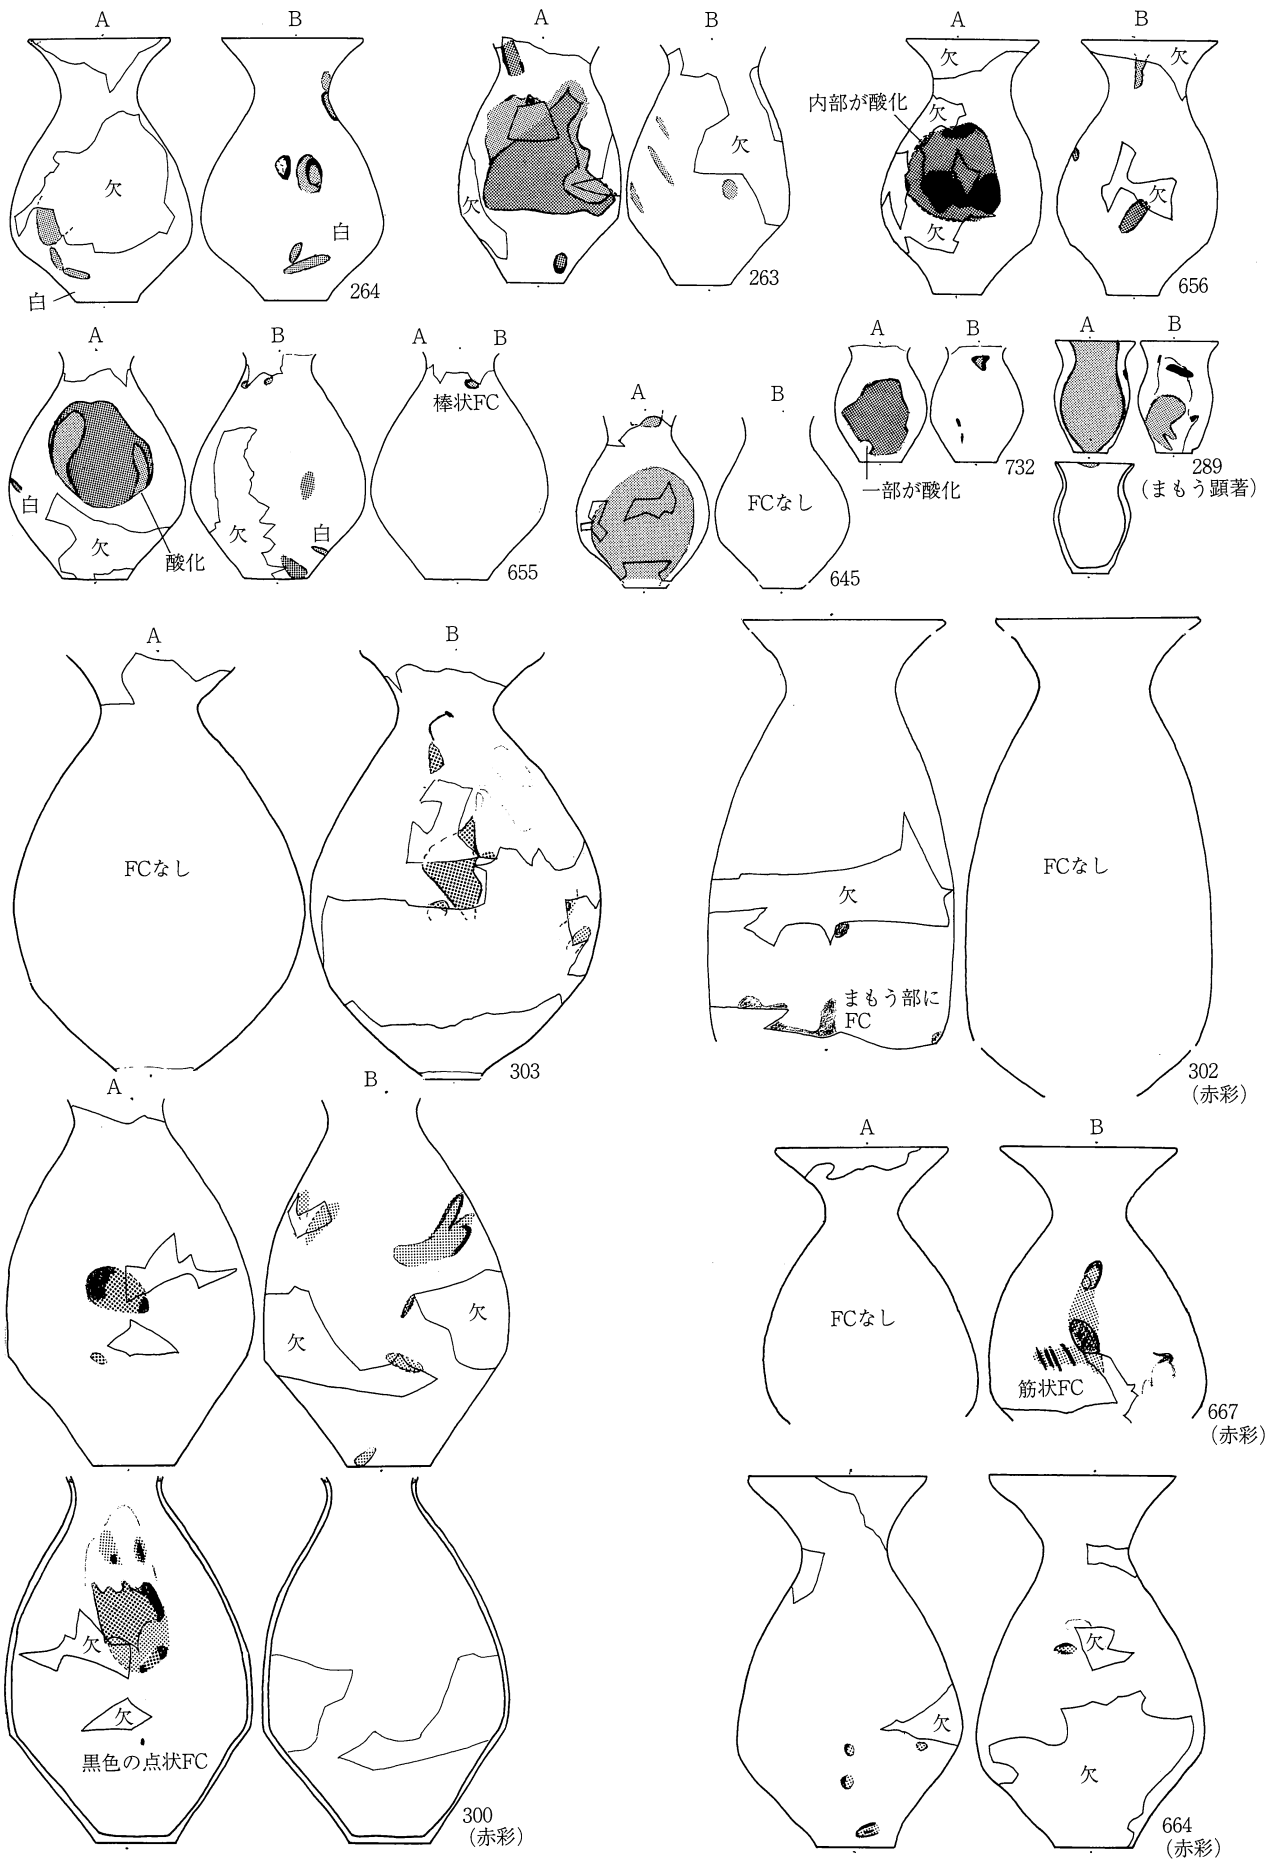 A
B
欠
白
白
264
A
B
欠
欠
263
A
B
欠
内部が酸化
欠
欠
欠
欠
656
A
B
白
欠
酸化
欠
白
A
B
棒状FC
655
A
B
FCなし
645
A
B
732
一部が酸化
A
B
289
(まもう顕著)
A
B
FCなし
303
欠
まもう部に
FC
FCなし
302
(赤彩)
A
B
欠
欠
欠
欠
黒色の点状FC
300
(赤彩)
A
B
FCなし
筋状FC
667
(赤彩)
欠
欠
欠
664
(赤彩)